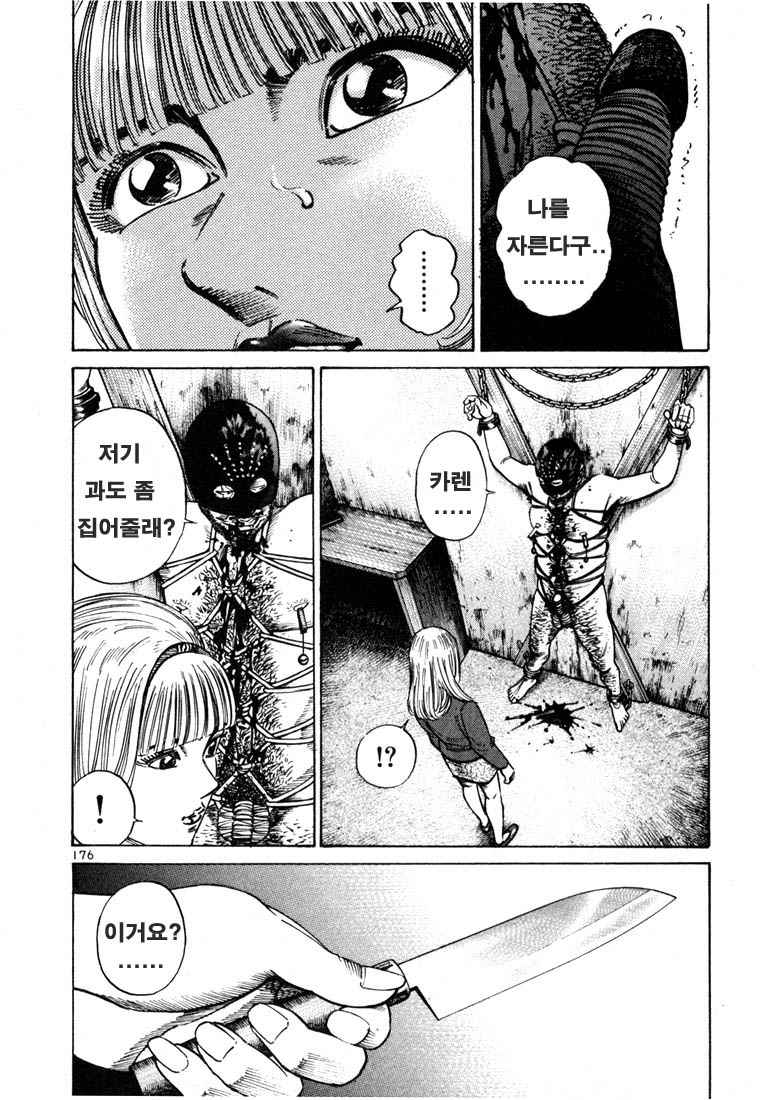 나를
자른다구..
........
.......
카렌
.....
!?
저기
과도 좀
집어줄래?
!
176
이거요?
......